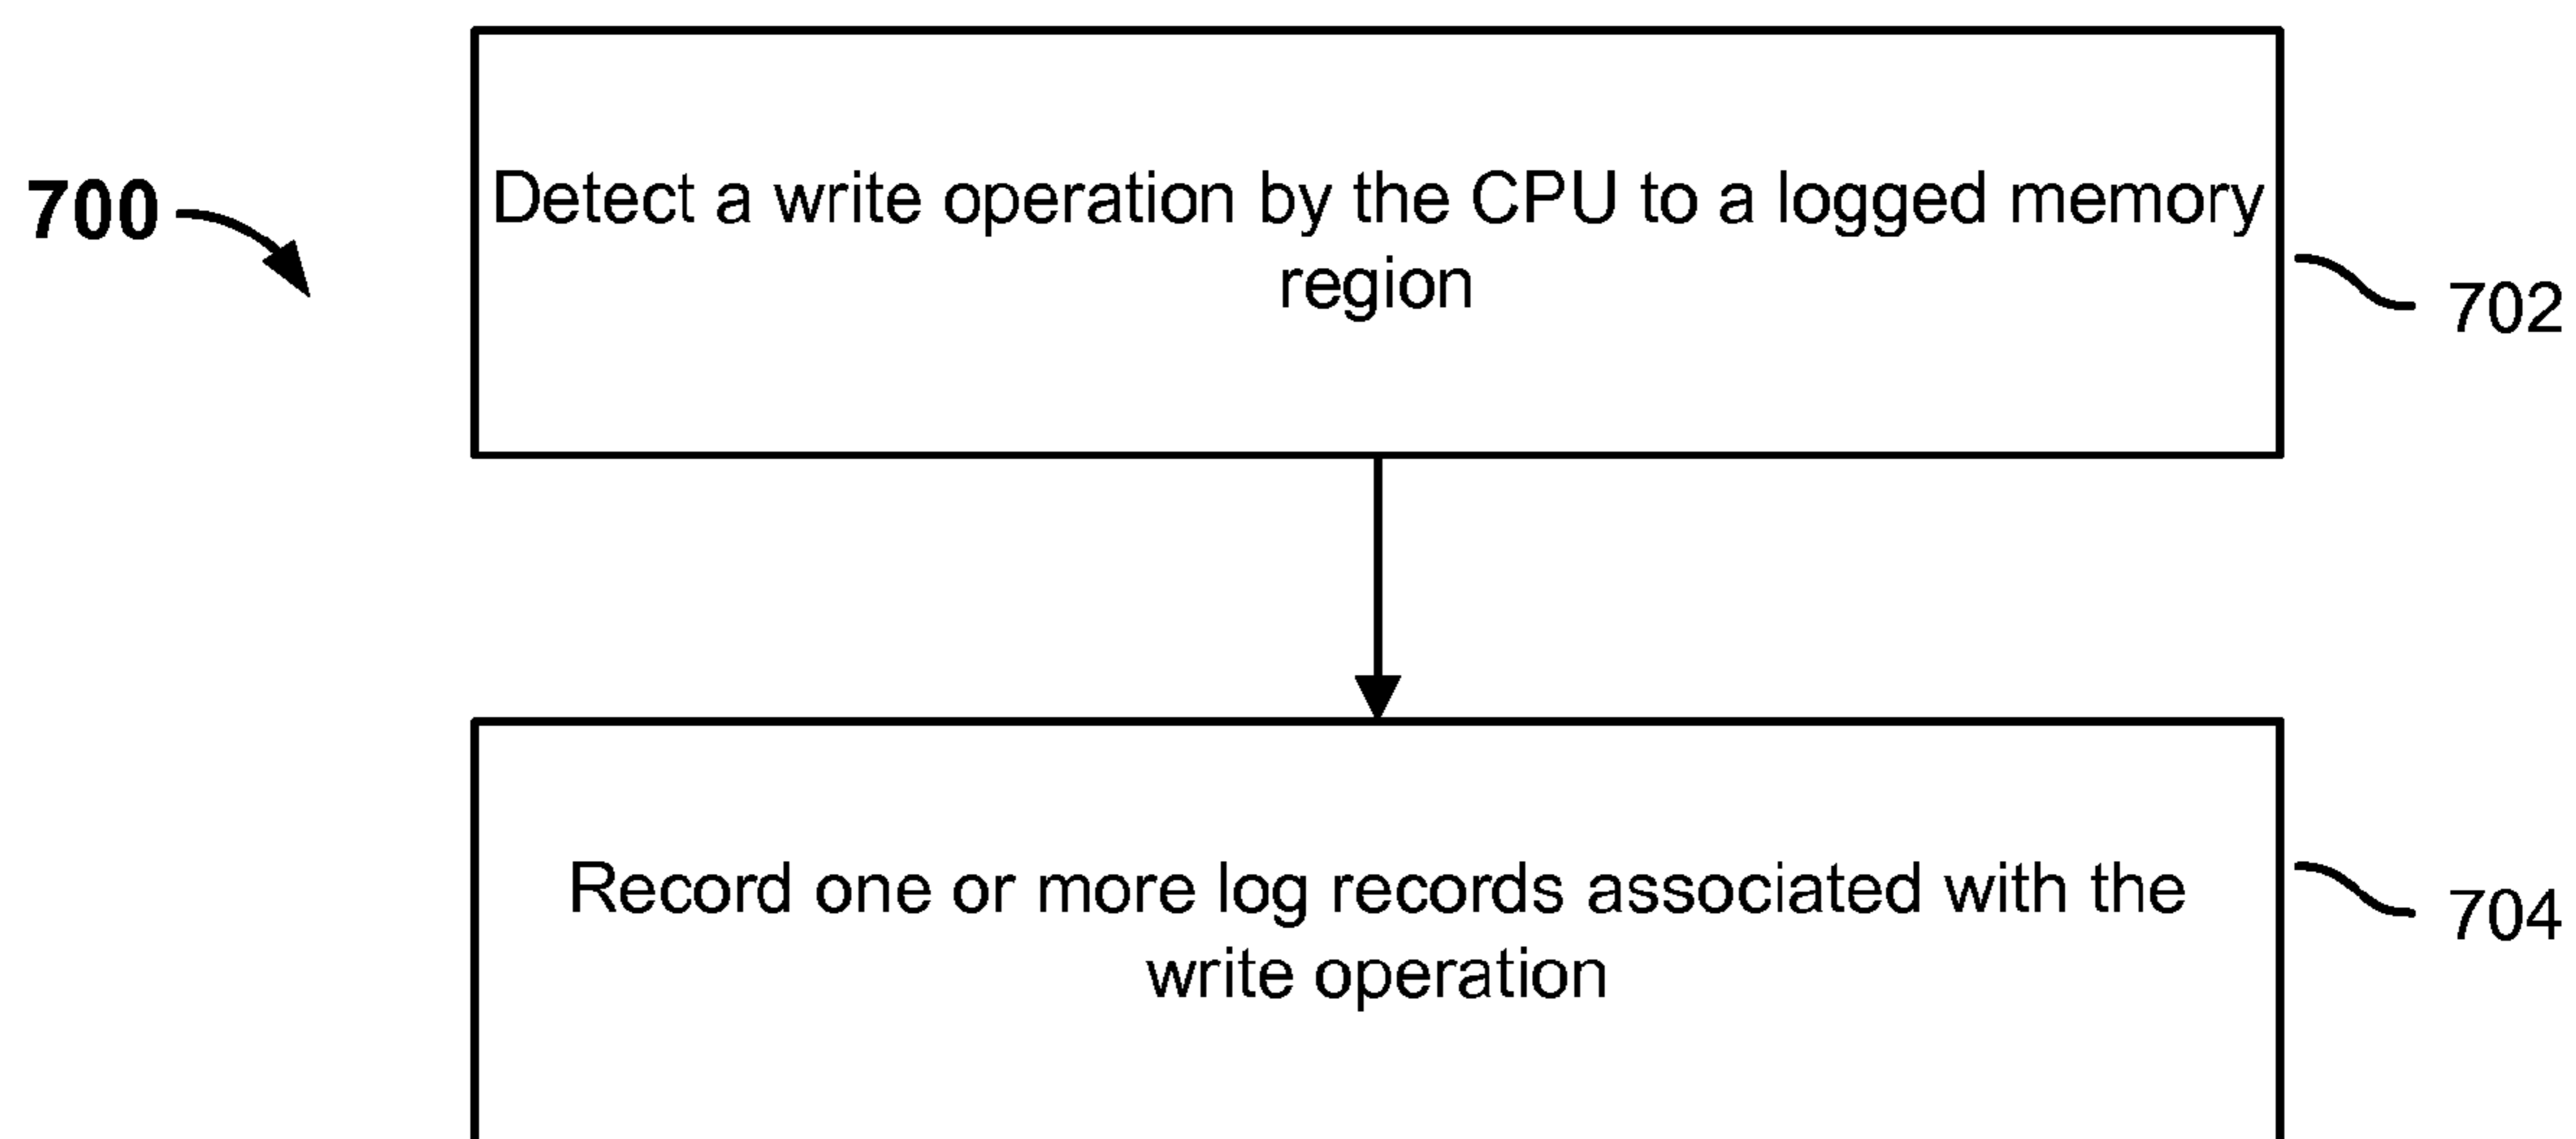 Detect a write operation by the CPU to a logged memory
region
700
702
Record one or more log records associated with the
write operation
704